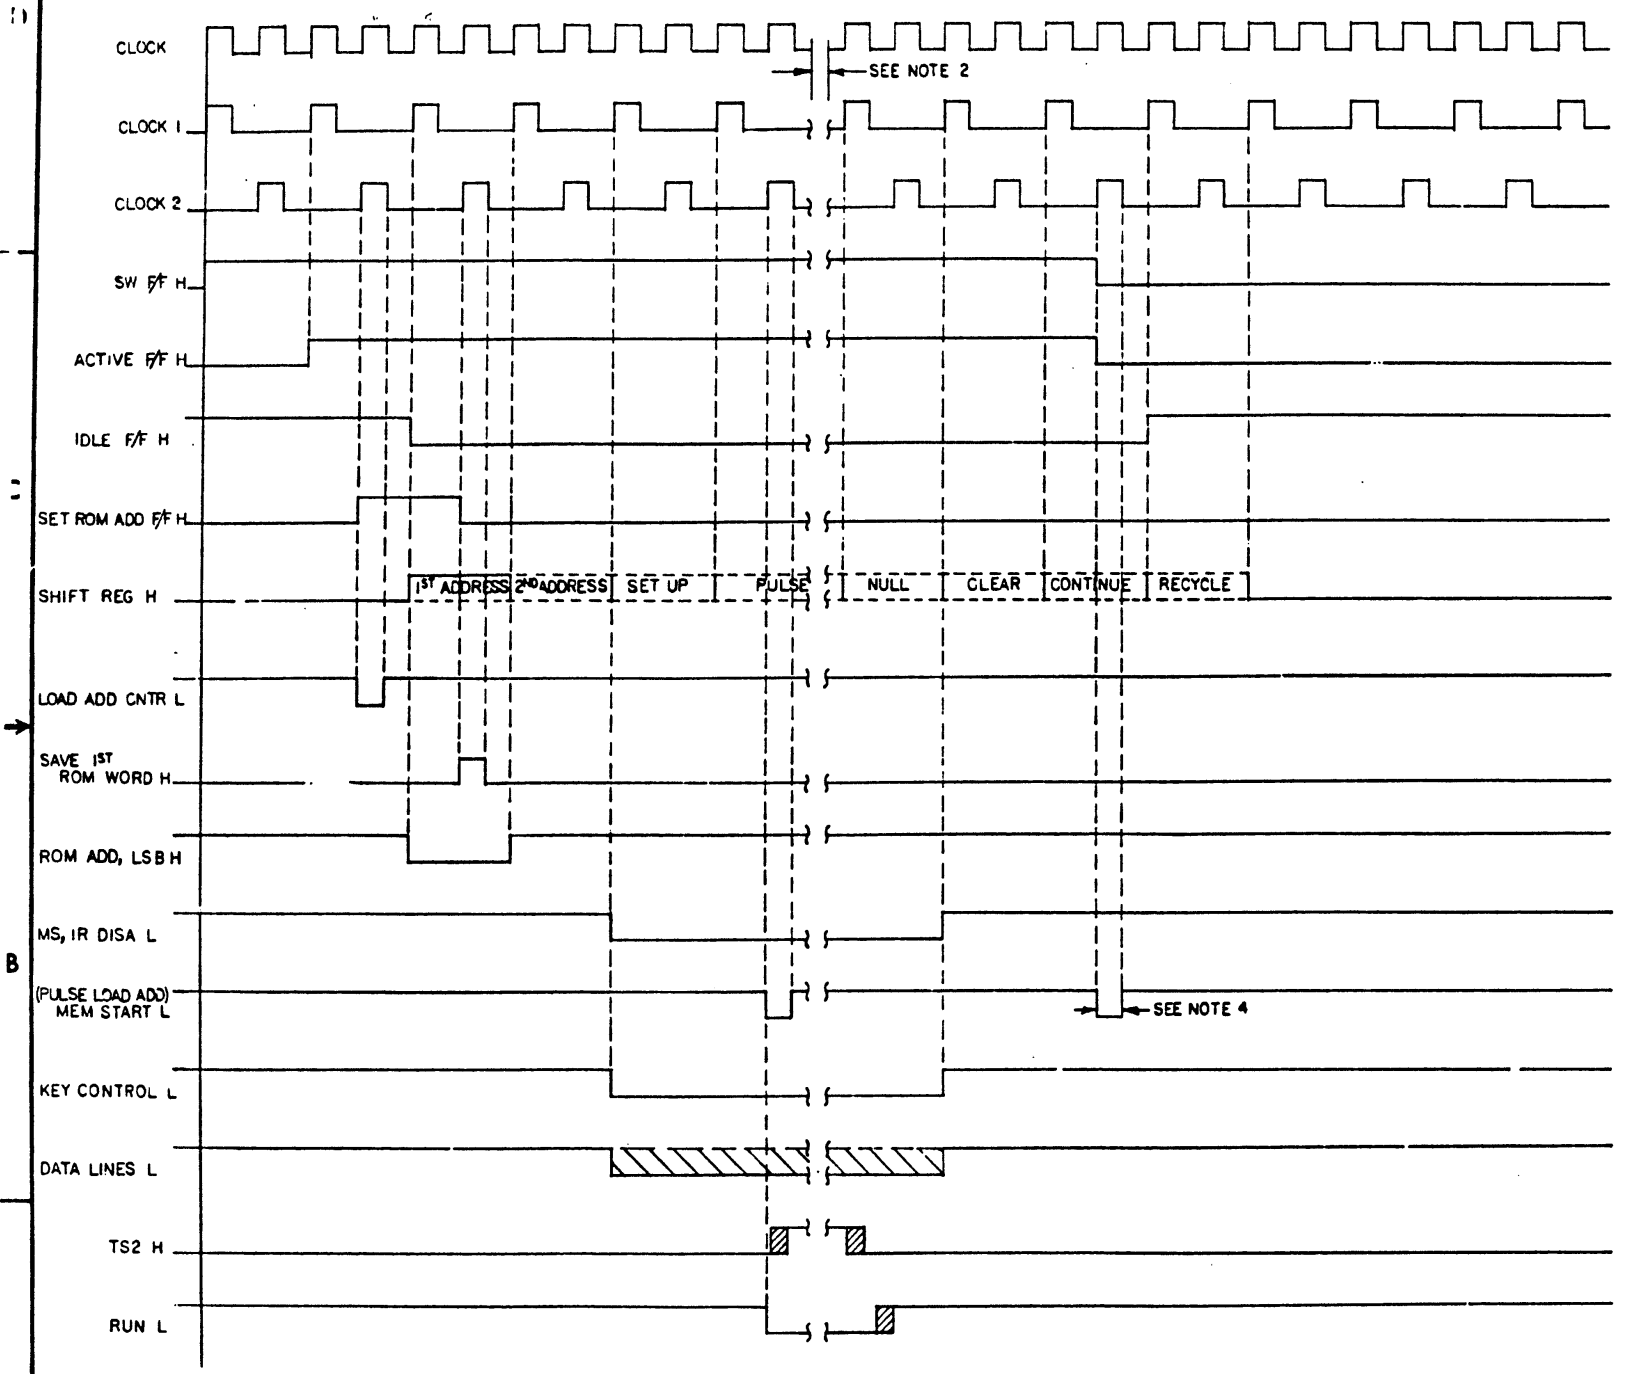 D
CLOCK
SEE NOTE 2
CLOCK 1
CLOCK 2
SW F/F H
ACTIVE F/F H
IDLE F/F H
SET ROM ADD F/F H
SHIFT REG H
1ST ADDRESS
2ND ADDRESS
SET UP
PULSE
NULL
CLEAR
CONTINUE
RECYCLE
LOAD ADD CNTR L
SAVE 1ST
ROM WORD H
ROM ADD, LSB H
MS, IR DISA L
B
(PULSE LOAD ADD)
MEM START L
SEE NOTE 4
KEY CONTROL L
DATA LINES L
TS2 H
RUN L